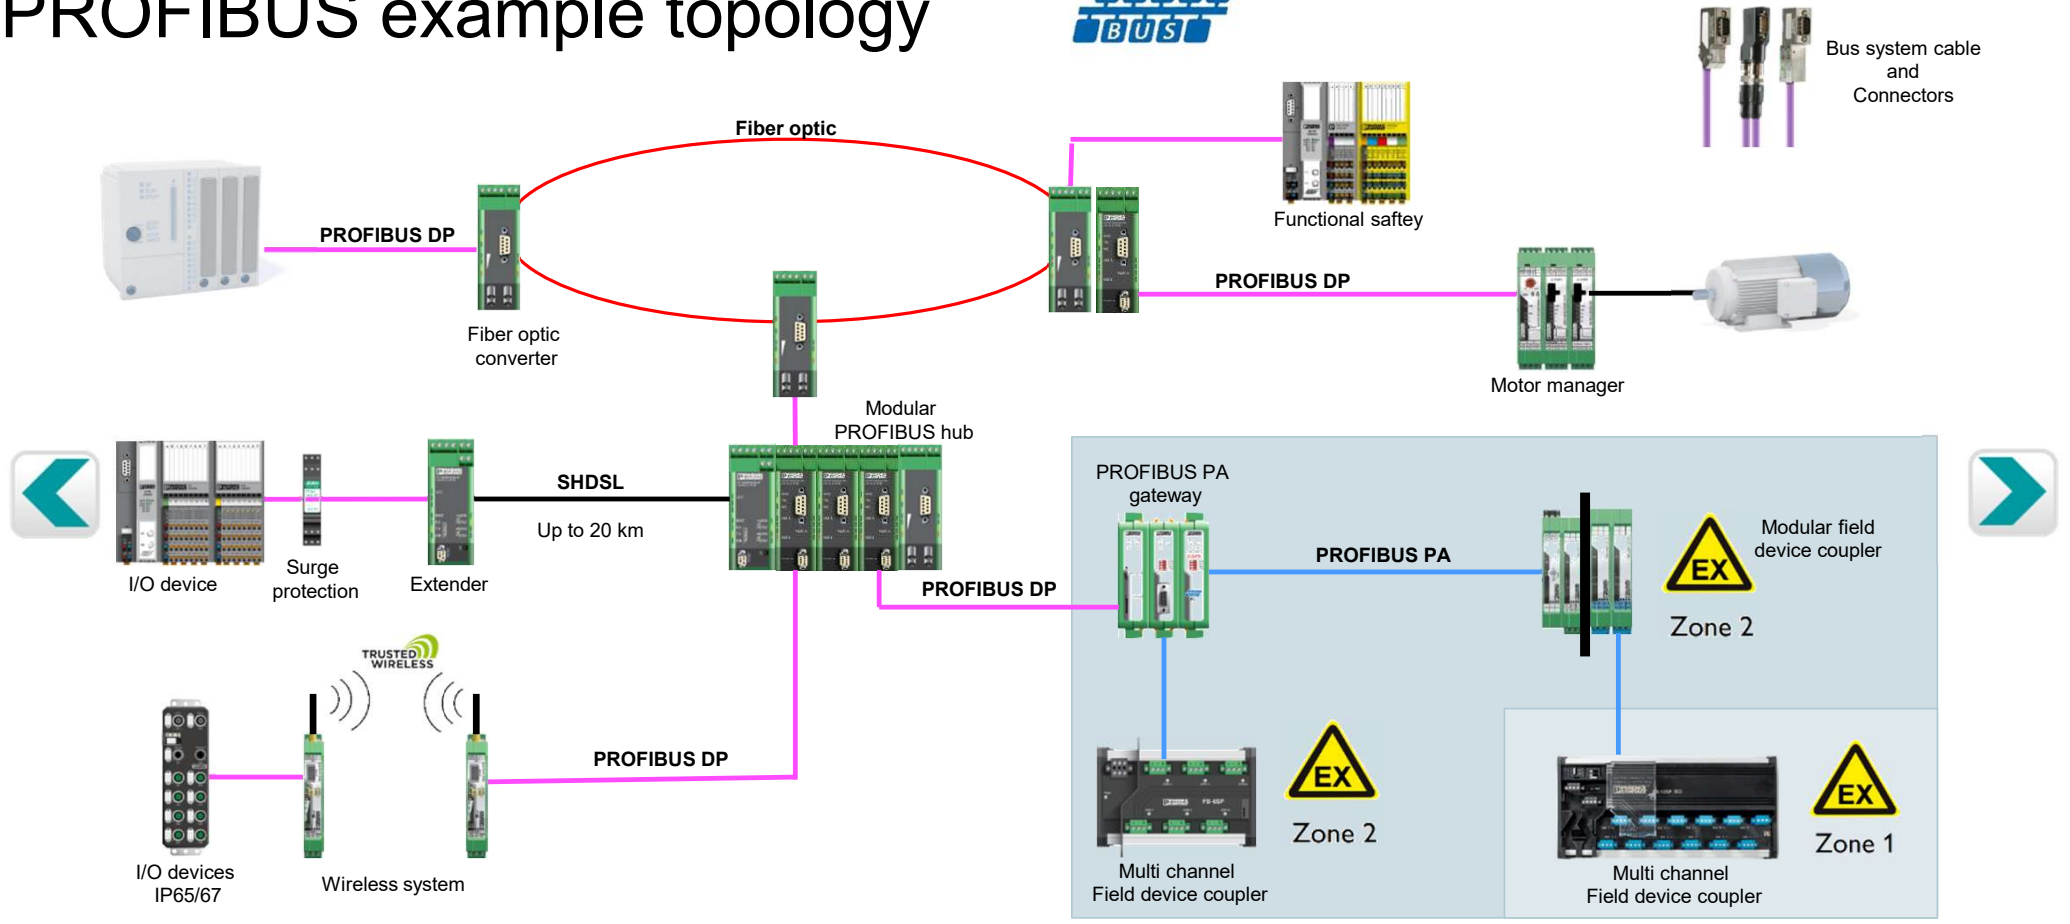 PROFIBUS example topology
BUS
Bus system cable
and
Connectors
Fiber optic
PROFIBUS DP
Functional saftey
PROFIBUS DP
Fiber optic
converter
Motor manager
Modular
PROFIBUS hub
SHDSL
Up to 20 km
I/O device
Surge
protection
Extender
PROFIBUS PA
gateway
PROFIBUS PA
Modular field
device coupler
EX
Zone 2
PROFIBUS DP
TRUSTED
WIRELESS
PROFIBUS DP
I/O devices
IP65/67
Wireless system
EX
Zone 2
Multi channel
Field device coupler
EX
Zone 1
Multi channel
Field device coupler